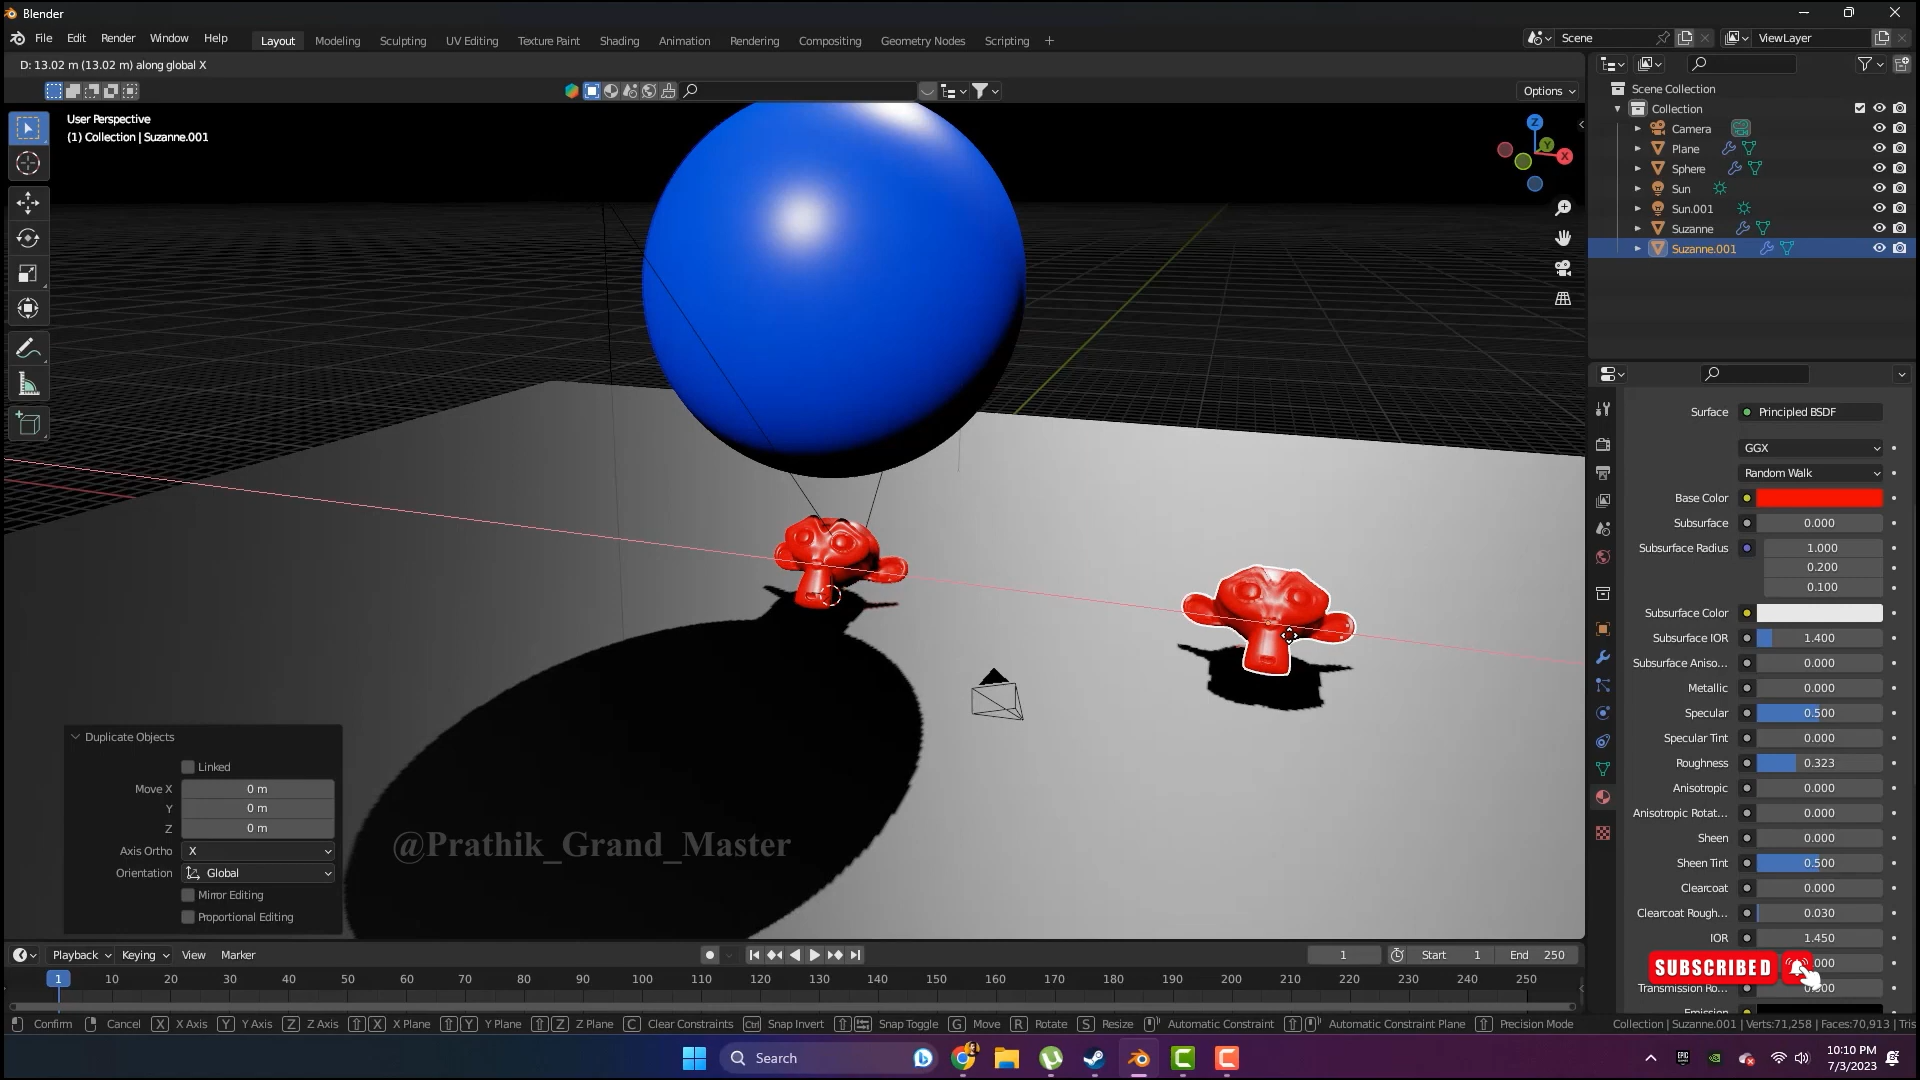 Blender
File Edit Render Window Help
Layout Modeling Sculpting UV Editing Texture Paint Shading Animation Rendering Compositing Geometry Nodes Scripting +
Scene
ViewLayer
D: 13.02 m (13.02 m) along global X
Options
User Perspective
(1) Collection | Suzanne.001
Z
Y
X
Scene Collection
Collection
Camera
Plane
Sphere
Sun
Sun.001
Suzanne
Suzanne.001
Surface Principled BSDF
GGX
Random Walk
Base Color
Subsurface 0.000
Subsurface Radius 1.000
0.200
0.100
Subsurface Color
Subsurface IOR 1.400
Subsurface Aniso... 0.000
Metallic 0.000
Specular 0.500
Specular Tint 0.000
Roughness 0.323
Anisotropic 0.000
Anisotropic Rotat... 0.000
Sheen 0.000
Sheen Tint 0.500
Clearcoat 0.000
Clearcoat Rough... 0.030
IOR 1.450
SUBSCRIBED
Transmission Ro...
Emission
Duplicate Objects
Linked
Move X 0 m
Y 0 m
Z 0 m
Axis Ortho X
Orientation Global
Mirror Editing
Proportional Editing
@Prathik_Grand_Master
Playback Keying View Marker
1 Start 1 End 250
1 10 20 30 40 50 60 70 80 90 100 110 120 130 140 150 160 170 180 190 200 210 220 230 240 250
Confirm Cancel X X Axis Y Y Axis Z Z Axis X X Plane Y Y Plane Z Z Plane C Clear Constraints Ctrl Snap Invert Snap Toggle G Move R Rotate S Resize Automatic Constraint Automatic Constraint Plane Precision Mode
Collection | Suzanne.001 | Verts:71,258 | Faces:70,913 | Tris
Search
10:10 PM
7/3/2023